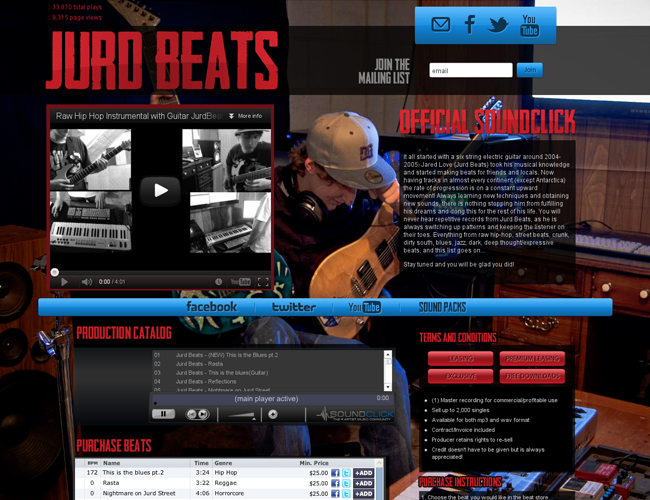 : 33,870 total plays
: 9,315 page views
JURD BEATS
You
Tube
JOIN THE
MAILING LIST
email
Join
Raw Hip Hop Instrumental with Guitar JurdBea
More info
0:00 / 4:01
YouTube
OFFICIAL SOUNDCLICK
It all started with a six string electric guitar around 2004-
2005. Jared Love (Jurd Beats) took his musical knowledge
and started making beats for friends and locals. Now
having tracks in almost every continent (except Antarctica)
the rate of progression is on a constant upward
movement! Always learning new techniques and obtaining
new sounds, there is nothing stopping him from fulfilling
his dreams and doing this for the rest of his life. You will
never hear repetitive records from Jurd Beats, as he is
always switching up patterns and keeping the listener on
their toes. Everything from raw hip-hop, street beats, crunk,
dirty south, blues, jazz, dark, deep thought/expressive
beats, and this list goes on...
Stay tuned and you will be glad you did!
facebook
twitter
YouTube
SOUND PACKS
PRODUCTION CATALOG
01 Jurd Beats - (NEW) This is the Blues pt.2
02 Jurd Beats - Rasta
03 Jurd Beats - This is the blues(Guitar)
04 Jurd Beats - Reflections
05 Jurd Beats - Nightmare on Jurd Street
(main player active)
0:00
SOUNDCLICK
PURCHASE BEATS
BPM Name Time Genre Min. Price
172 This is the blues pt.2 3:24 Hip Hop $25.00 +ADD
0 Rasta 3:22 Reggae $25.00 +ADD
0 Nightmare on Jurd Street 4:06 Horrorcore $25.00 +ADD
TERMS AND CONDITIONS
LEASING
PREMIUM LEASING
EXCLUSIVE
FREE DOWNLOADS
(1) Master recording for commercial/profitable use
Sell up to 2,000 singles
Available for both mp3 and wav format
Contract/Invoice included
Producer retains rights to re-sell
Credit doesn't have to be given but is always
appreciated!
PURCHASE INSTRUCTIONS
1. Choose the beat you would like in the beat store